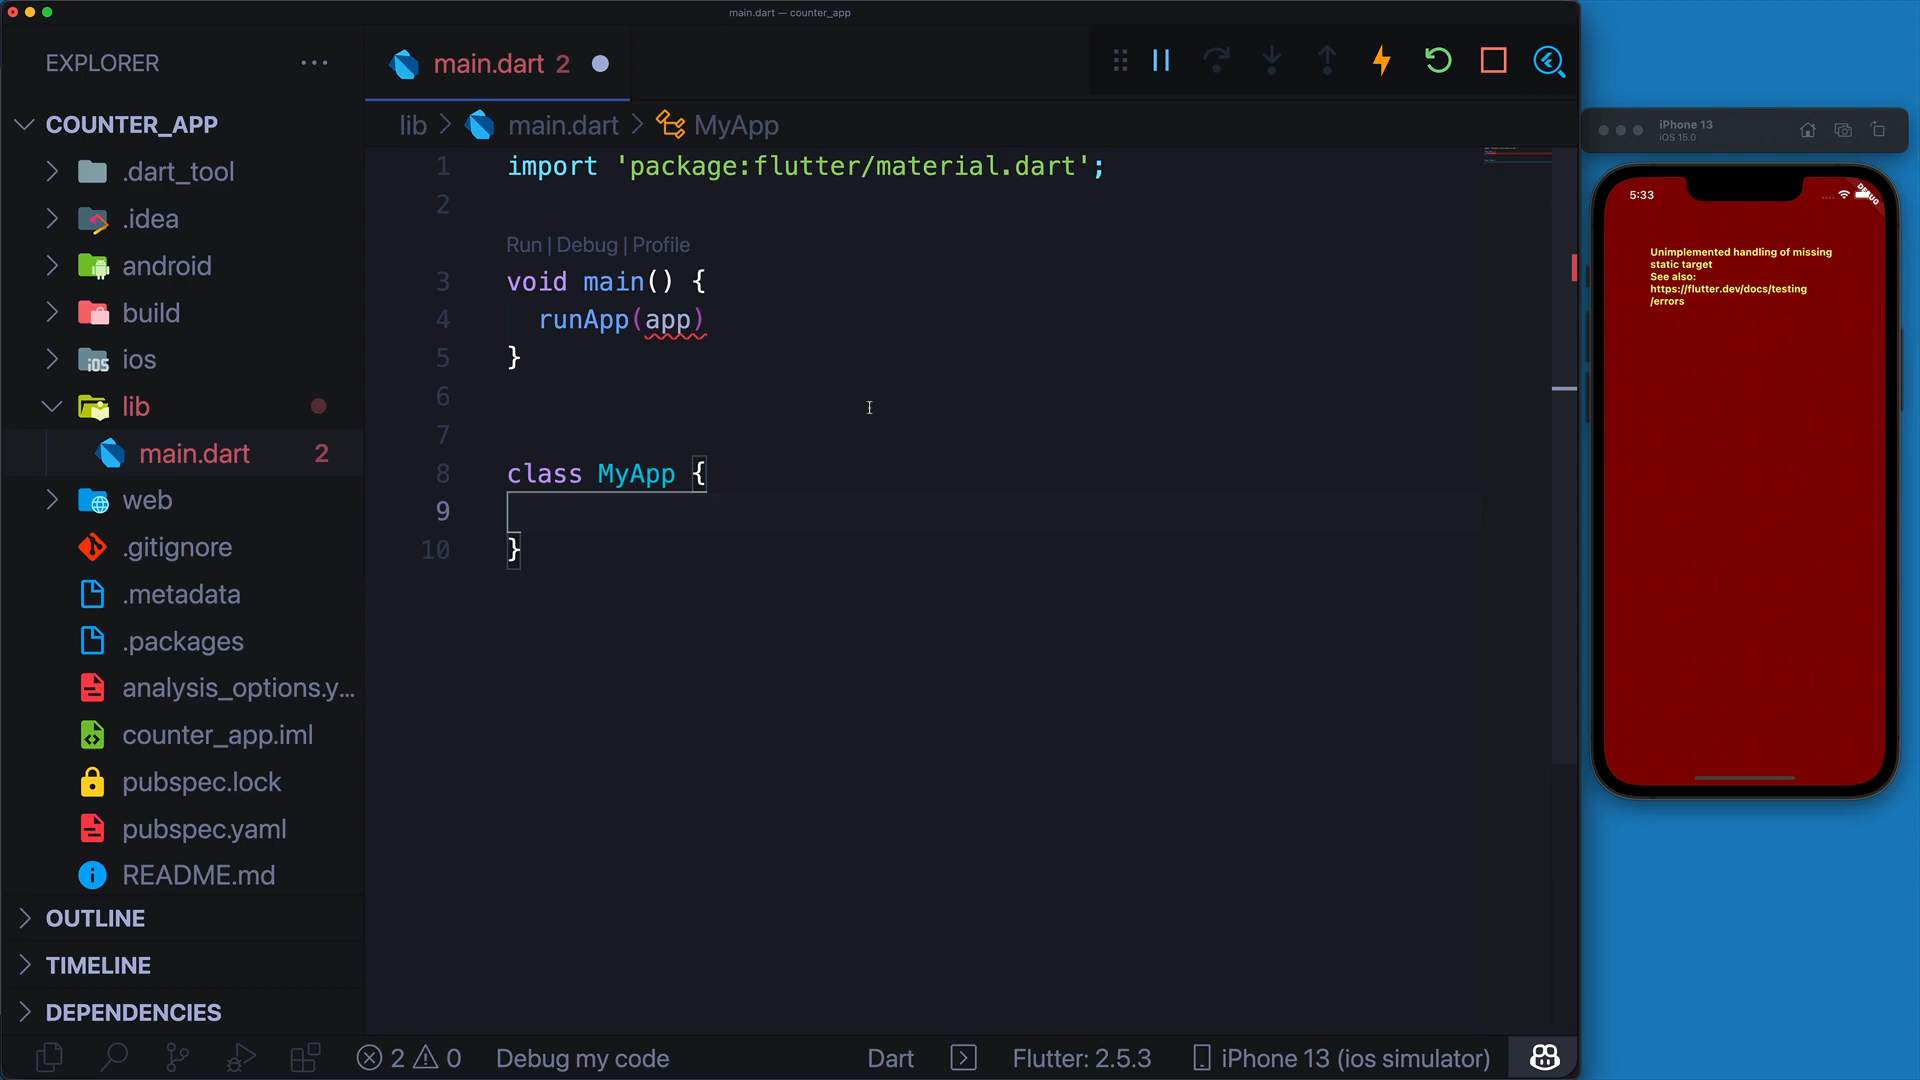 main.dart — counter_app
EXPLORER
main.dart 2
COUNTER_APP
lib main.dart MyApp
.dart_tool
.idea
android
build
ios
lib
main.dart 2
web
.gitignore
.metadata
.packages
analysis_options.y...
counter_app.iml
pubspec.lock
pubspec.yaml
README.md
OUTLINE
TIMELINE
DEPENDENCIES
1 import 'package:flutter/material.dart';
2
Run | Debug | Profile
3 void main() {
4 runApp(app)
5 }
6
7
8 class MyApp {
9
10 }
2 0 Debug my code Dart Flutter: 2.5.3 iPhone 13 (ios simulator)
iPhone 13
iOS 15.0
5:33
DEBUG
Unimplemented handling of missing
static target
See also:
https://flutter.dev/docs/testing
/errors